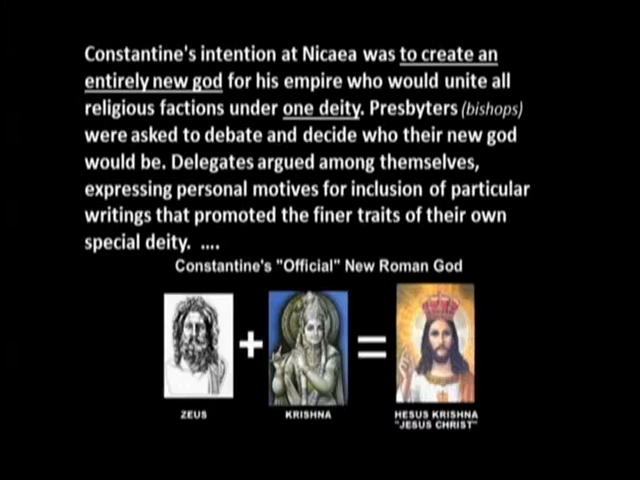 Constantine's intention at Nicaea was to create an
entirely new god for his empire who would unite all
religious factions under one deity. Presbyters (bishops)
were asked to debate and decide who their new god
would be. Delegates argued among themselves,
expressing personal motives for inclusion of particular
writings that promoted the finer traits of their own
special deity. ....
Constantine's "Official" New Roman God
+ =
ZEUS KRISHNA HESUS KRISHNA
"JESUS CHRIST"